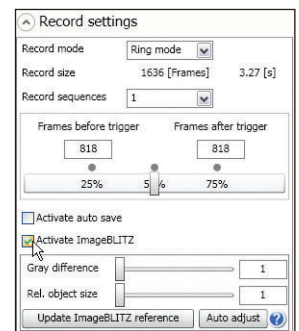 Record settings
Record mode Ring mode
Record size 1636 [Frames] 3.27 [s]
Record sequences 1
Frames before trigger Frames after trigger
818 818
25% 5 % 75%
Activate auto save
Activate ImageBLITZ
Gray difference 1
Rel. object size 1
Update ImageBLITZ reference Auto adjust ?